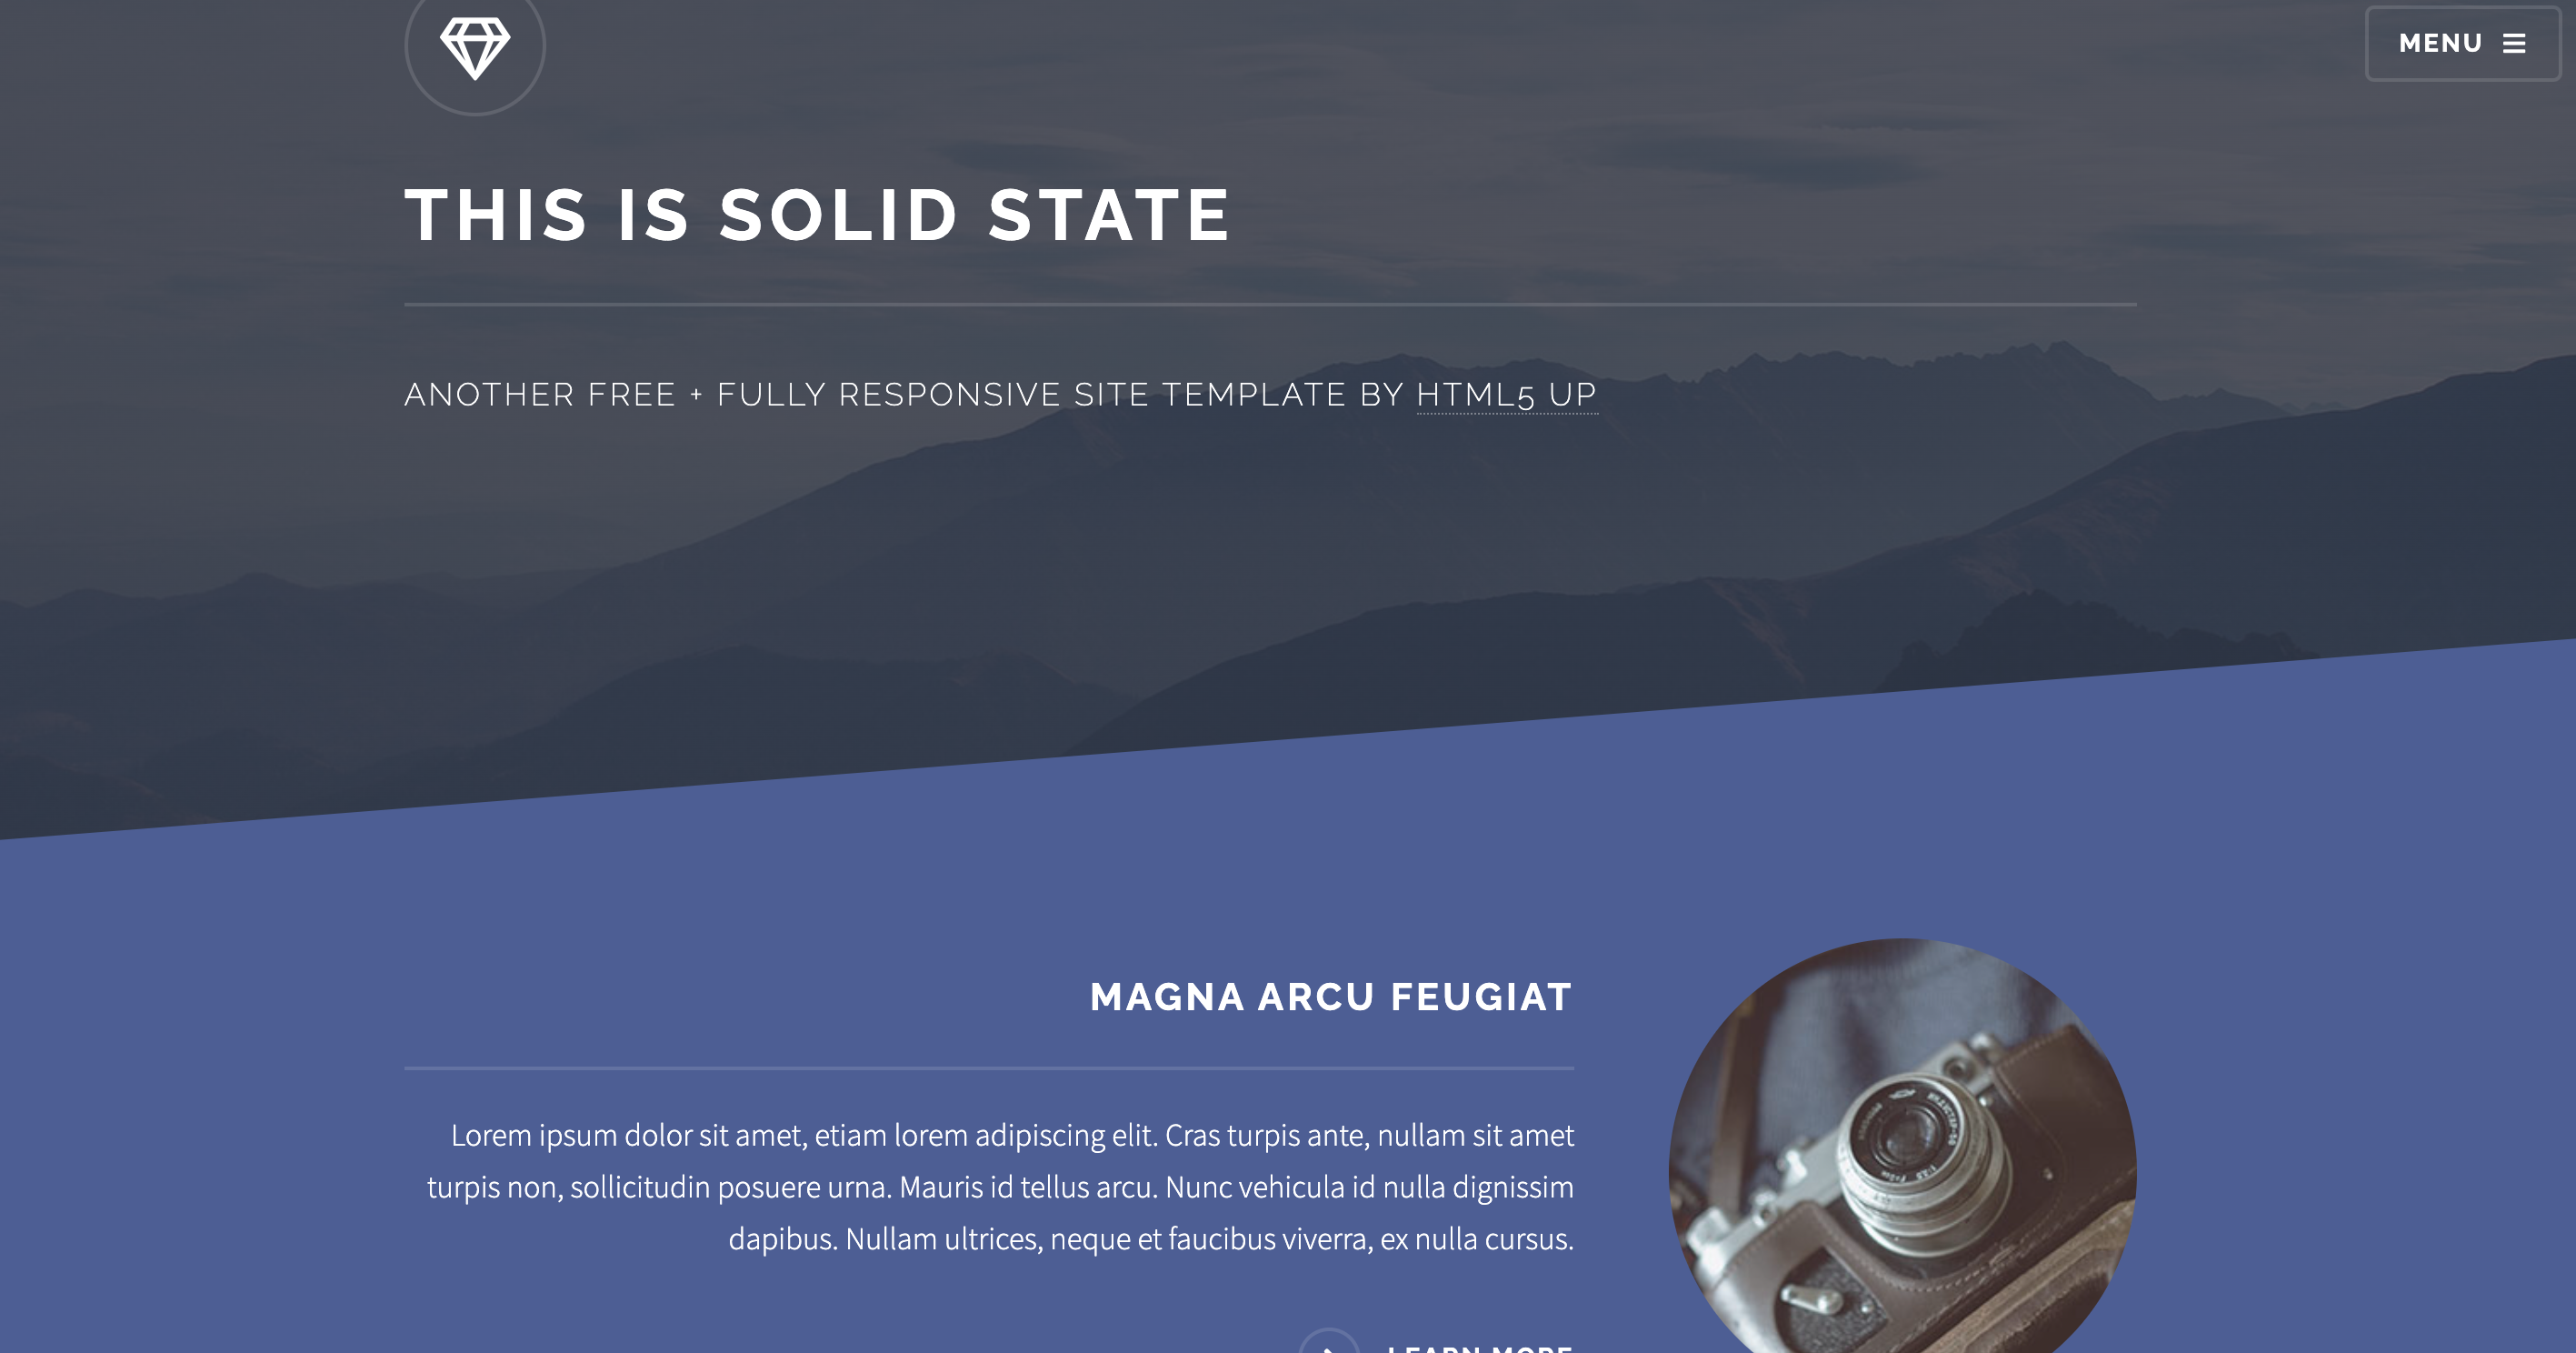 MENU
THIS IS SOLID STATE
ANOTHER FREE + FULLY RESPONSIVE SITE TEMPLATE BY HTML5 UP
MAGNA ARCU FEUGIAT
Lorem ipsum dolor sit amet, etiam lorem adipiscing elit. Cras turpis ante, nullam sit amet
turpis non, sollicitudin posuere urna. Mauris id tellus arcu. Nunc vehicula id nulla dignissim
dapibus. Nullam ultrices, neque et faucibus viverra, ex nulla cursus.
LEARN MORE